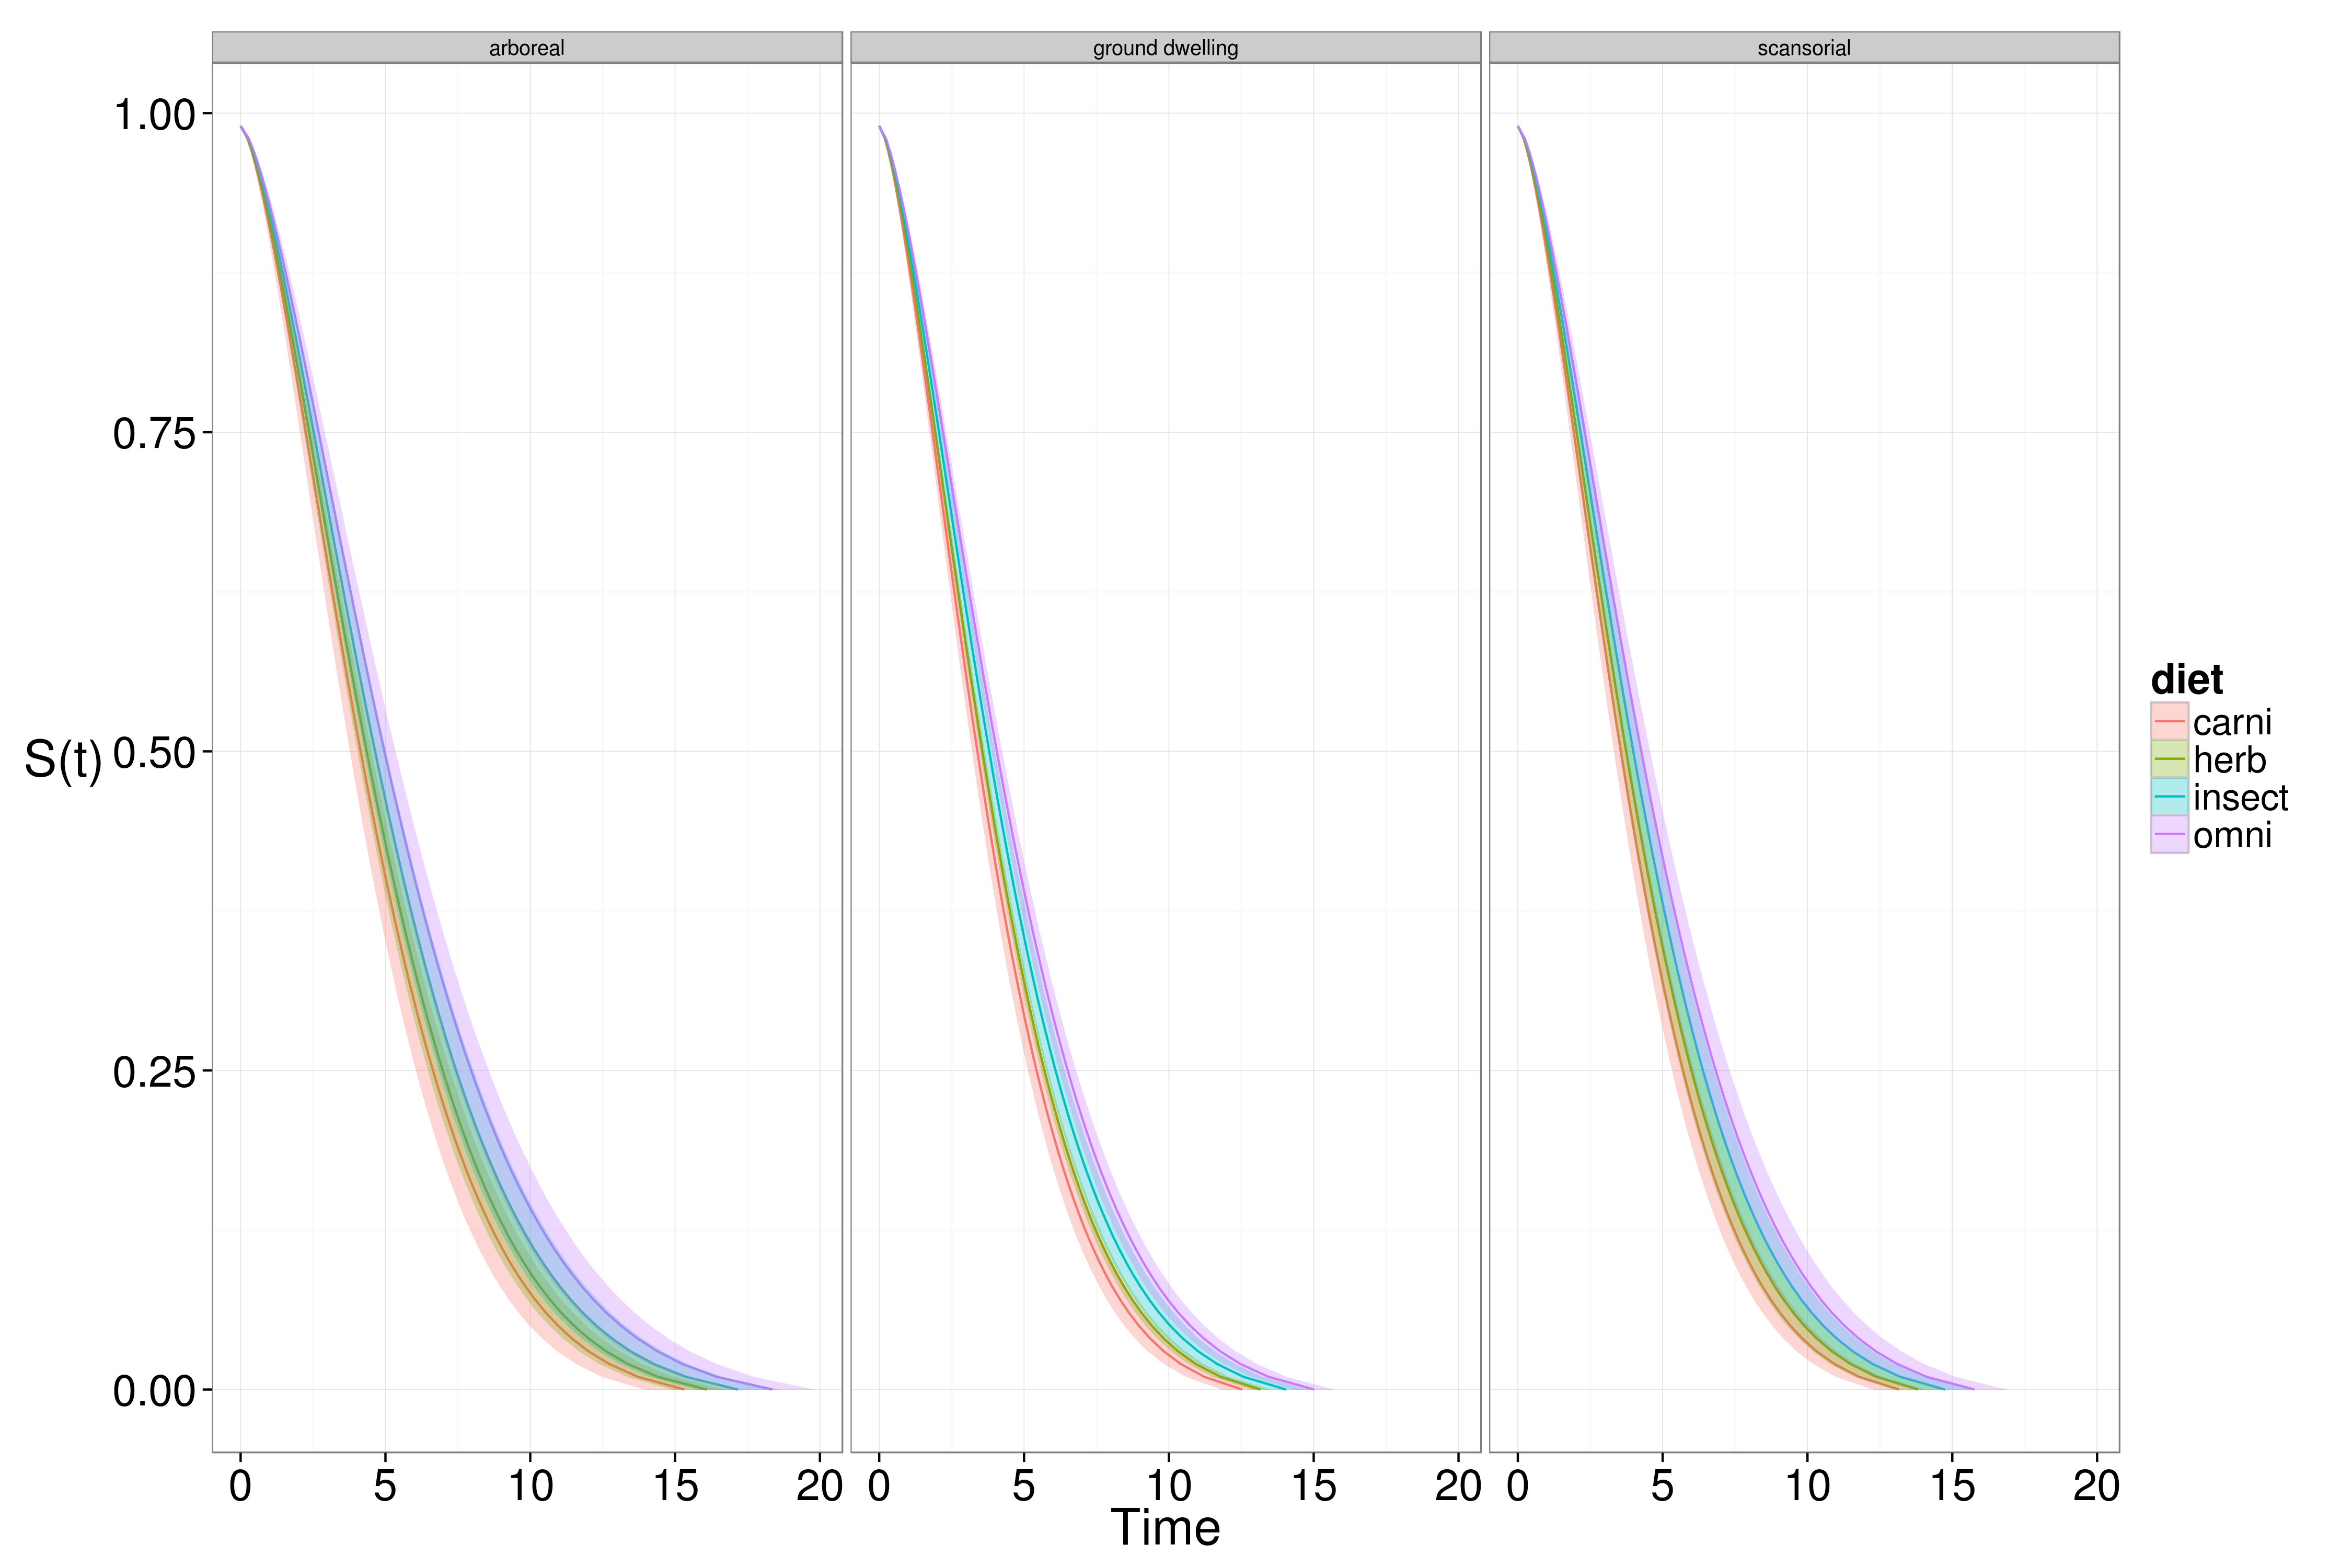 arboreal
ground dwelling
scansorial
1.00
0.75
0.50
0.25
0.00
S(t)
0 5 10 15 20
0 5 10 15 20
0 5 10 15 20
Time
diet
carni
herb
insect
omni